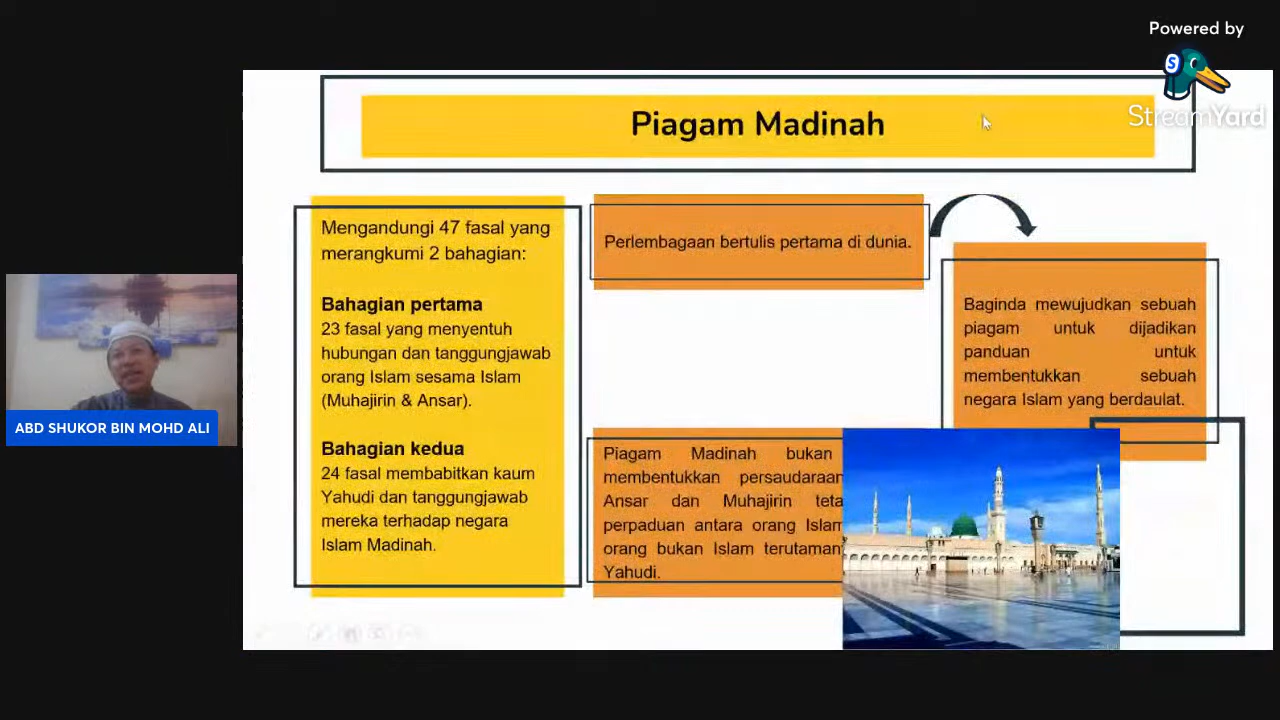 Powered by
StreamYard
Piagam Madinah
Mengandungi 47 fasal yang
merangkumi 2 bahagian:
Bahagian pertama
23 fasal yang menyentuh
hubungan dan tanggungjawab
orang Islam sesama Islam
(Muhajirin & Ansar).
Bahagian kedua
24 fasal membabitkan kaum
Yahudi dan tanggungjawab
mereka terhadap negara
Islam Madinah.
Perlembagaan bertulis pertama di dunia.
Baginda mewujudkan sebuah
piagam untuk dijadikan
panduan untuk
membentukkan sebuah
negara Islam yang berdaulat.
Piagam Madinah bukan
membentukkan persaudaraan
Ansar dan Muhajirin
perpaduan antara orang Islam
orang bukan Islam
Yahudi.
ABD SHUKOR BIN MOHD ALI